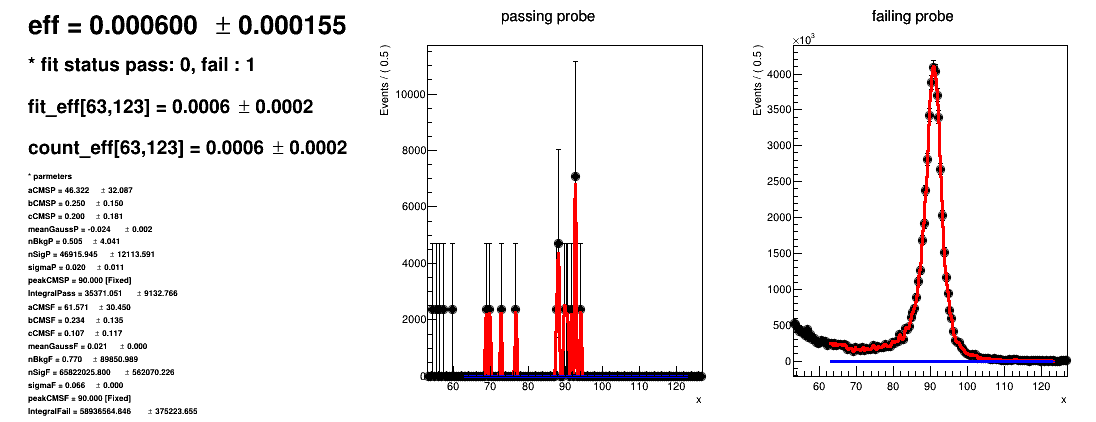 eff = 0.000600 ± 0.000155
* fit status pass: 0, fail : 1
fit_eff[63,123] = 0.0006 ± 0.0002
count_eff[63,123] = 0.0006 ± 0.0002
* parmeters
aCMSP = 46.322 ± 32.087
bCMSP = 0.250 ± 0.150
cCMSP = 0.200 ± 0.181
meanGaussP = -0.024 ± 0.002
nBkgP = 0.505 ± 4.041
nSigP = 46915.945 ± 12113.591
sigmaP = 0.020 ± 0.011
peakCMSP = 90.000 [Fixed]
IntegralPass = 35371.051 ± 9132.766
aCMSF = 61.571 ± 30.450
bCMSF = 0.234 ± 0.135
cCMSF = 0.107 ± 0.117
meanGaussF = 0.021 ± 0.000
nBkgF = 0.770 ± 89850.989
nSigF = 65822025.800 ± 562070.226
sigmaF = 0.066 ± 0.000
peakCMSF = 90.000 [Fixed]
IntegralFail = 58936564.846 ± 375223.655
passing probe
Events / ( 0.5 )
10000
8000
6000
4000
2000
0
60 70 80 90 100 110 120
x
failing probe
×10³
Events / ( 0.5 )
4000
3500
3000
2500
2000
1500
1000
500
0
60 70 80 90 100 110 120
x